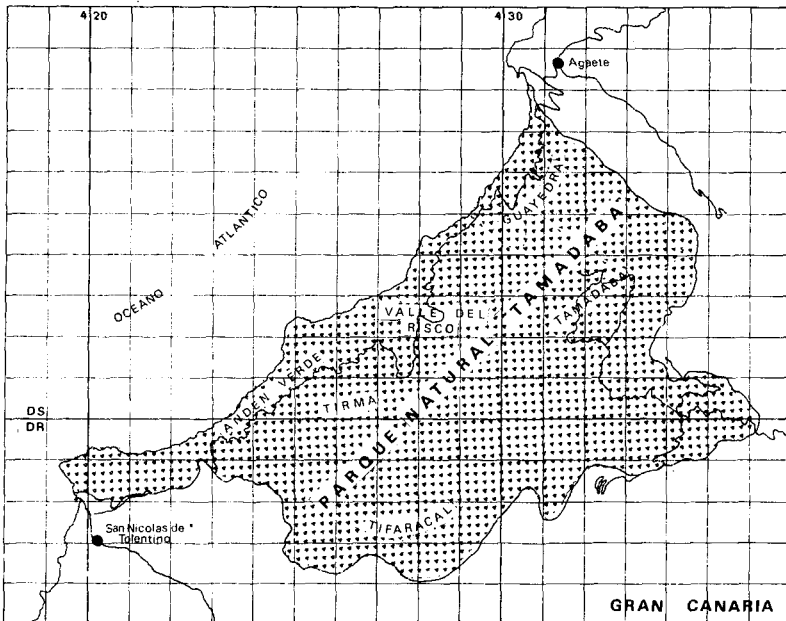 4 20
4 30
Agaete
OCEANO
ATLANTICO
GUAYEDRA
TAMADABA
VALLE DEL
RISCO
ANDEN VERDE
TIRMA
PARQUE NATURAL TAMADABA
DS
DR
TIFARACAL
San Nicolas de
Tolentino
GRAN CANARIA